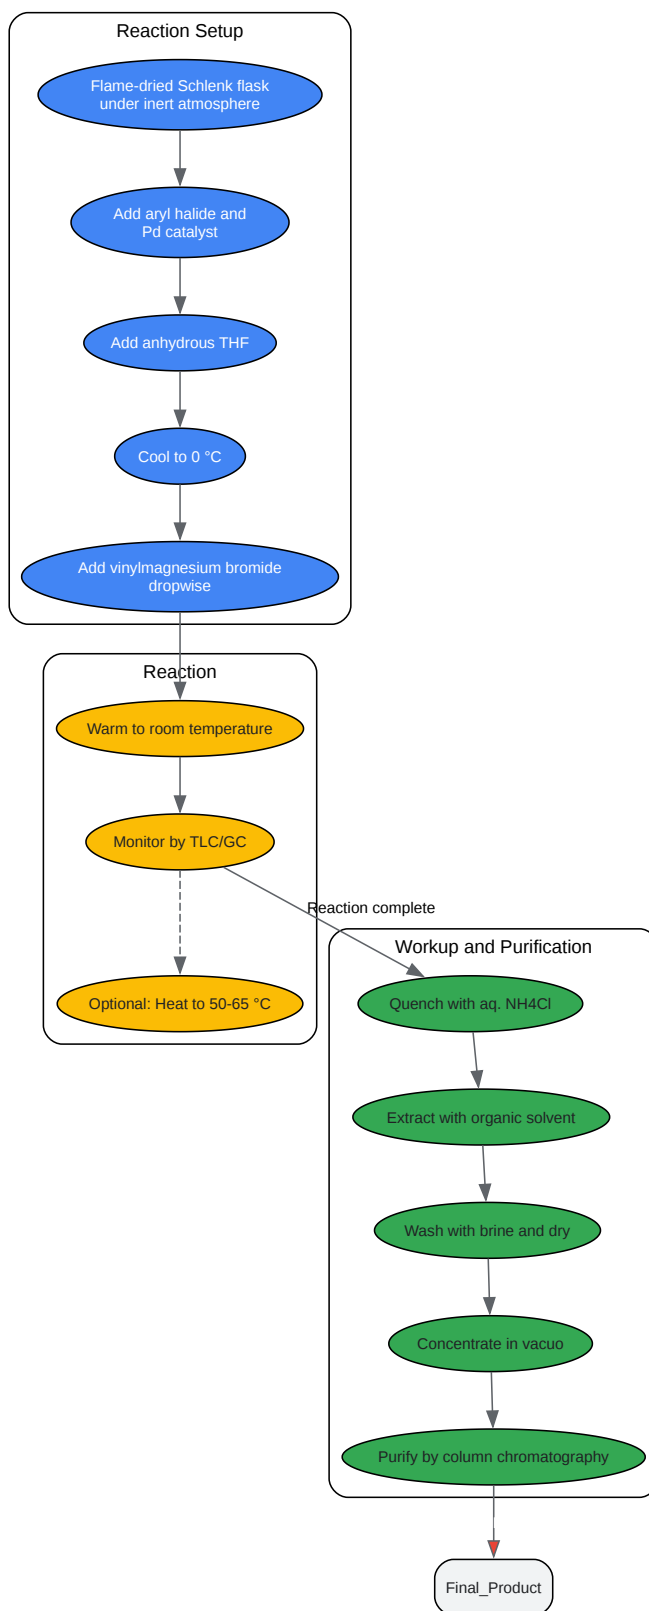 Reaction Setup
Flame-dried Schlenk flask
under inert atmosphere
Add aryl halide and
Pd catalyst
Add anhydrous THF
Cool to 0 °C
Add vinylmagnesium bromide
dropwise
Reaction
Warm to room temperature
Monitor by TLC/GC
Reaction complete
Optional: Heat to 50-65 °C
Workup and Purification
Quench with aq. NH4Cl
Extract with organic solvent
Wash with brine and dry
Concentrate in vacuo
Purify by column chromatography
Final_Product